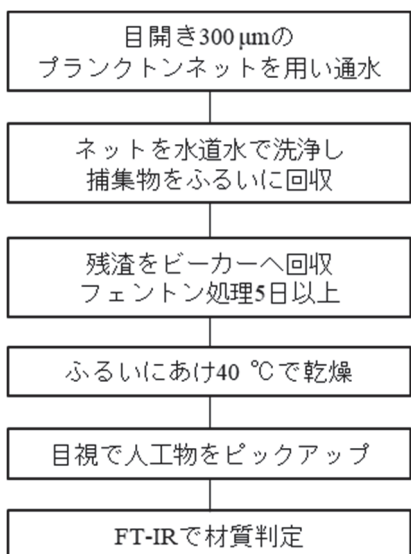 目開き300 μmの
プランクトンネットを用い通水
ネットを水道水で洗浄し
捕集物をふるいに回収
残渣をビーカーへ回収
フェントン処理5日以上
ふるいにあけ40 ℃で乾燥
目視で人工物をピックアップ
FT-IRで材質判定